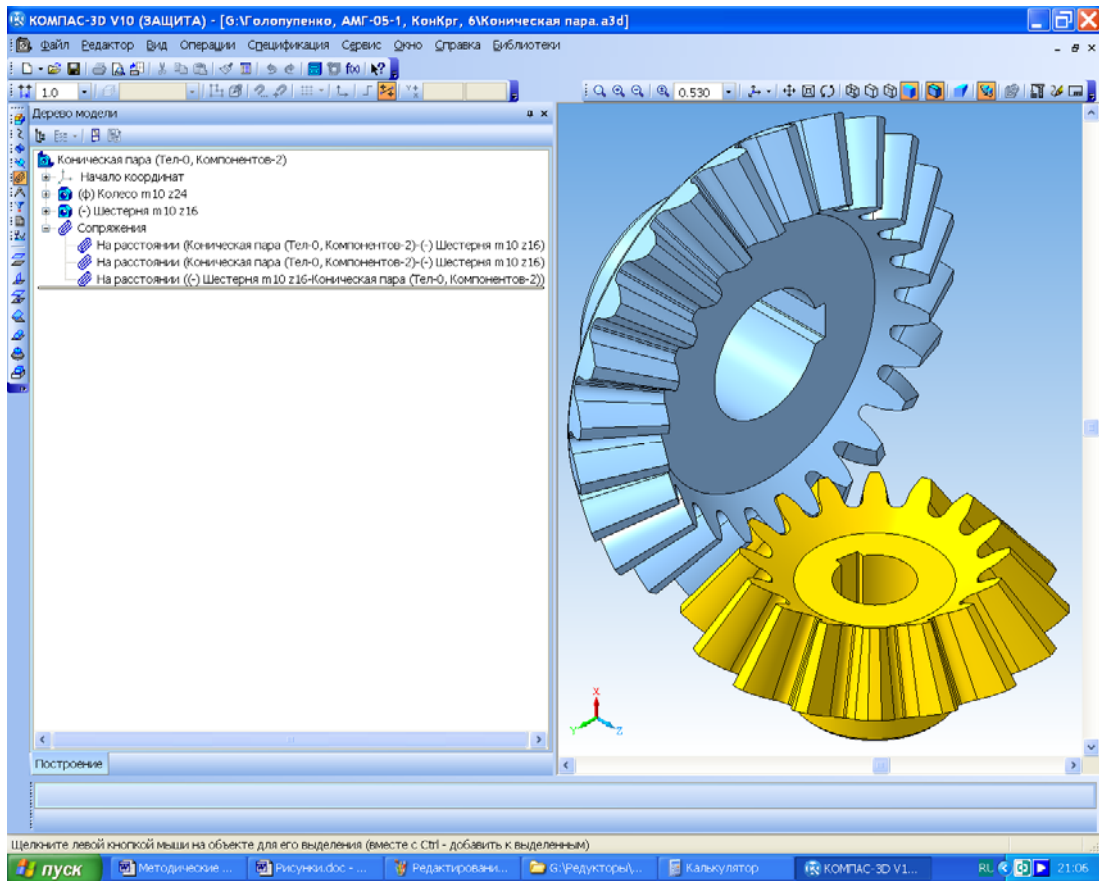 КОМПАС-3D V10 (ЗАЩИТА) - [G:\Голопупенко, АМГ-05-1, КонКрг, 6\Коническая пара.a3d]
Файл Редактор Вид Операции Спецификация Сервис Окно Справка Библиотеки
f(x)
1.0
0.530
Дерево модели
Коническая пара (Тел-0, Компонентов-2)
Начало координат
(ф) Колесо m10 z24
(-) Шестерня m10 z16
Сопряжения
На расстоянии (Коническая пара (Тел-0, Компонентов-2)-(-) Шестерня m10 z16)
На расстоянии (Коническая пара (Тел-0, Компонентов-2)-(-) Шестерня m10 z16)
На расстоянии ((-) Шестерня m10 z16-Коническая пара (Тел-0, Компонентов-2))
X
Y
Z
Построение
Щелкните левой кнопкой мыши на объекте для его выделения (вместе с Ctrl - добавить к выделенным)
пуск Методические ... Рисунки.doc - ... Редактировани... G:\Редукторы\... Калькулятор КОМПАС-3D V1... RL 21:06